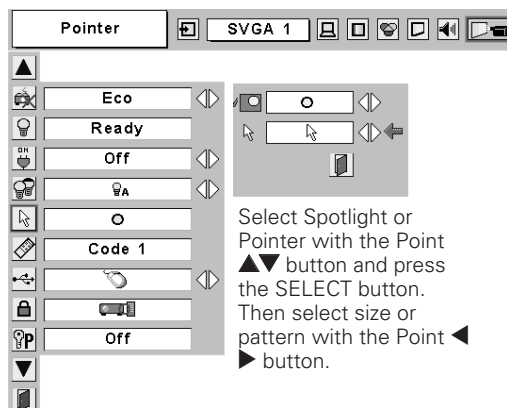 Pointer SVGA 1
Eco
Ready
ON
Off
A
Code 1
P Off
Select Spotlight or
Pointer with the Point
▲▼ button and press
the SELECT button.
Then select size or
pattern with the Point ◀
▶ button.